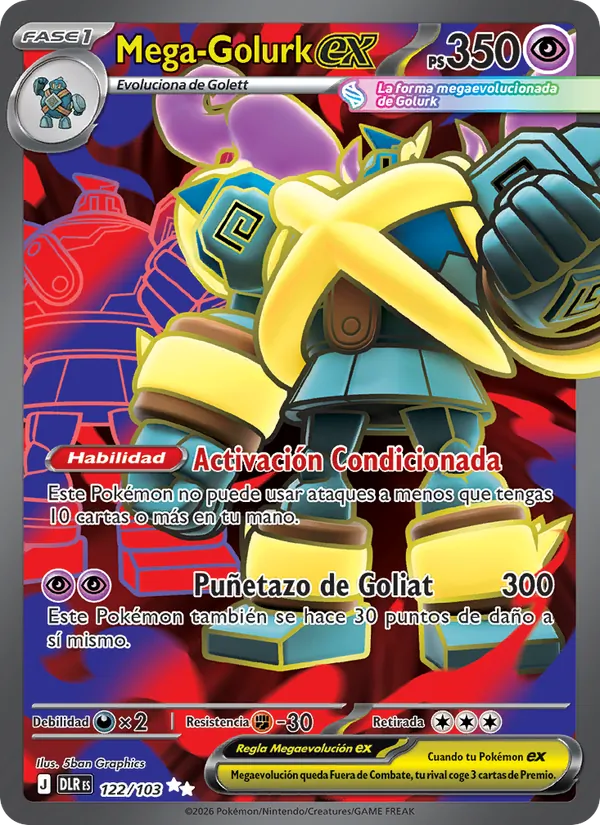 FASE 1
Mega-Golurk ex
PS 350
Evoluciona de Golett
La forma megaevolucionada
de Golurk
Habilidad Activación Condicionada
Este Pokémon no puede usar ataques a menos que tengas
10 cartas o más en tu mano.
Puñetazo de Goliat 300
Este Pokémon también se hace 30 puntos de daño a
sí mismo.
Debilidad ×2 Resistencia -30 Retirada
Ilus. 5ban Graphics
Regla Megaevolución ex Cuando tu Pokémon ex
Megaevolución queda Fuera de Combate, tu rival coge 3 cartas de Premio.
J DLR ES 122/103
©2026 Pokémon/Nintendo/Creatures/GAME FREAK